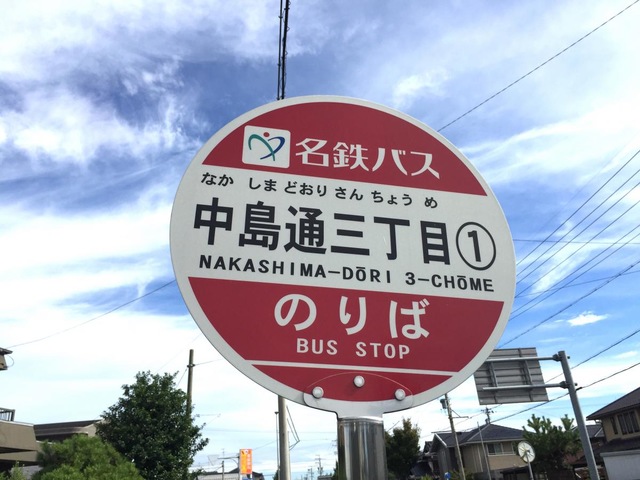 名鉄バス
なか しま どおり さん ちょう め
中島通三丁目①
NAKASHIMA-DŌRI 3-CHŌME
のりば
BUS STOP